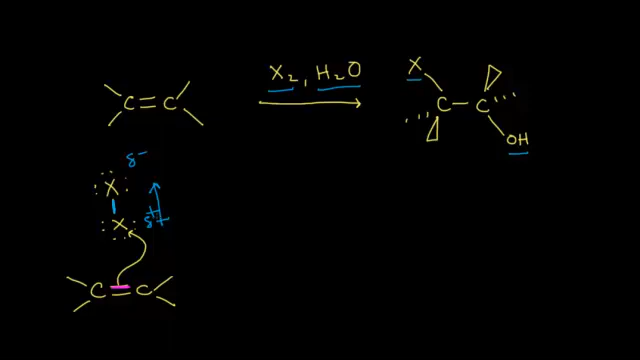 X₂, H₂O
C=C
X
C–C
OH
δ-
X
X δ+
C=C